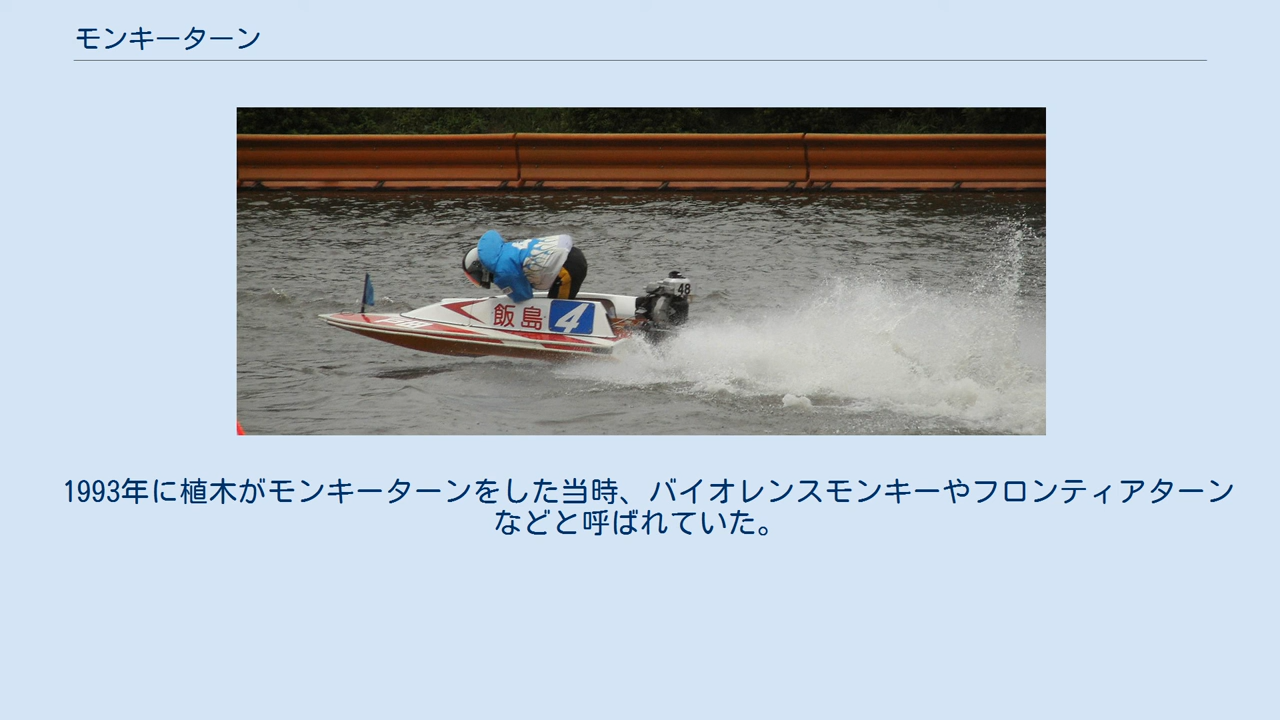 モンキーターン
48
飯島 4
1993年に植木がモンキーターンをした当時、バイオレンスモンキーやフロンティアターン
などと呼ばれていた。